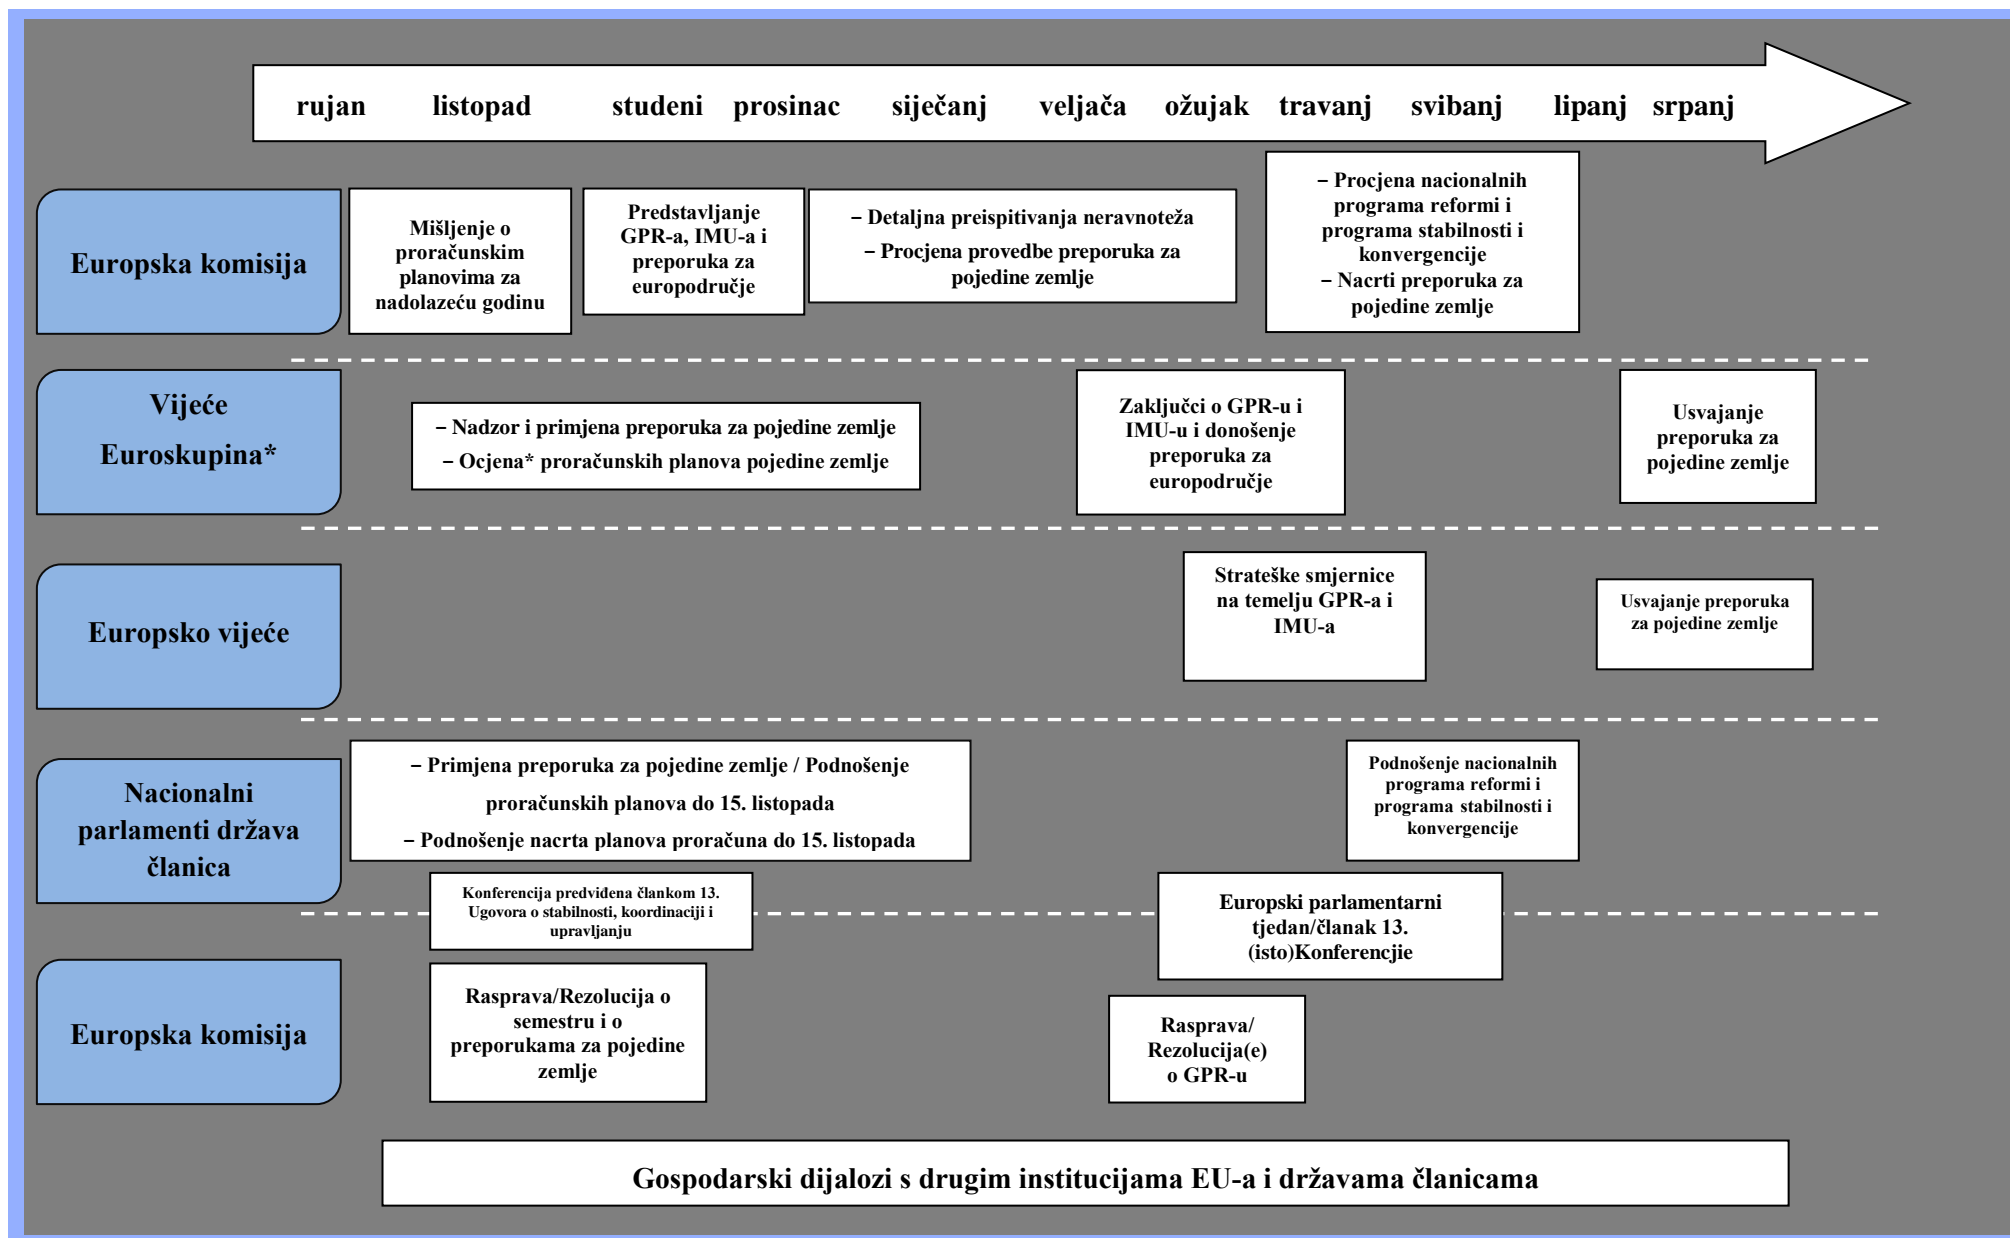 rujan listopad studeni prosinac siječanj veljača ožujak travanj svibanj lipanj srpanj
Europska komisija
Mišljenje o
proračunskim
planovima za
nadolazeću godinu
Predstavljanje
GPR-a, IMU-a i
preporuka za
europodručje
– Detaljna preispitivanja neravnoteža
– Procjena provedbe preporuka za
pojedine zemlje
– Procjena nacionalnih
programa reformi i
programa stabilnosti i
konvergencije
– Nacrti preporuka za
pojedine zemlje
Vijeće
Euroskupina*
– Nadzor i primjena preporuka za pojedine zemlje
– Ocjena* proračunskih planova pojedine zemlje
Zaključci o GPR-u i
IMU-u i donošenje
preporuka za
europodručje
Usvajanje
preporuka za
pojedine zemlje
Europsko vijeće
Strateške smjernice
na temelju GPR-a i
IMU-a
Usvajanje preporuka
za pojedine zemlje
Nacionalni
parlamenti država
članica
– Primjena preporuka za pojedine zemlje / Podnošenje
proračunskih planova do 15. listopada
– Podnošenje nacrta planova proračuna do 15. listopada
Podnošenje nacionalnih
programa reformi i
programa stabilnosti i
konvergencije
Konferencija predviđena člankom 13.
Ugovora o stabilnosti, koordinaciji i
upravljanju
Europski parlamentarni
tjedan/članak 13.
(isto)Konferencjie
Europska komisija
Rasprava/Rezolucija o
semestru i o
preporukama za pojedine
zemlje
Rasprava/
Rezolucija(e)
o GPR-u
Gospodarski dijalozi s drugim institucijama EU-a i državama članicama